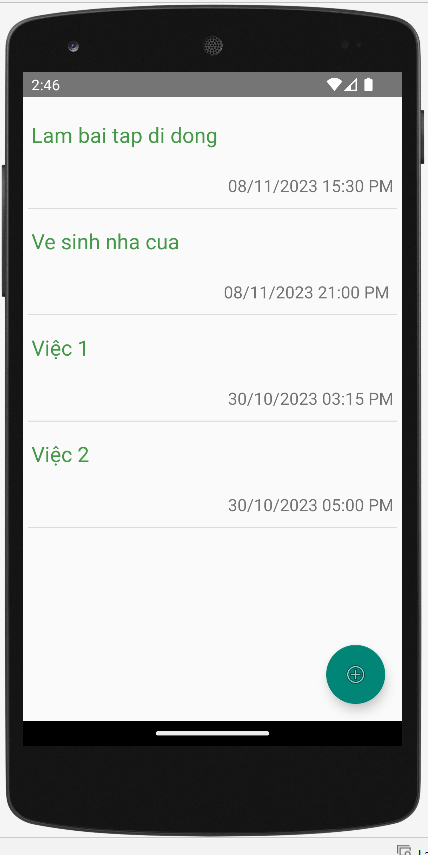 2:46
Lam bai tap di dong
08/11/2023 15:30 PM
Ve sinh nha cua
08/11/2023 21:00 PM
Việc 1
30/10/2023 03:15 PM
Việc 2
30/10/2023 05:00 PM